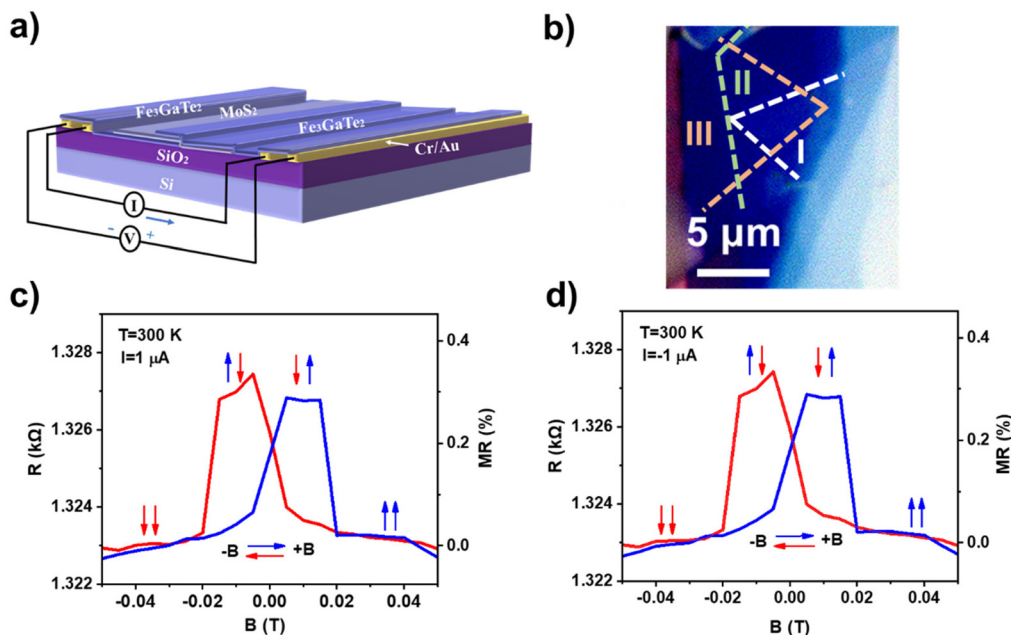 a)
Fe₃GaTe₂
MoS₂
Fe₃GaTe₂
Cr/Au
SiO₂
Si
I
- +
V
b)
II
III
I
5 μm
c)
T=300 K
I=1 μA
R (kΩ)
1.328
1.326
1.324
1.322
MR (%)
0.4
0.2
0.0
-B +B
-0.04 -0.02 0.00 0.02 0.04
B (T)
d)
T=300 K
I=-1 μA
R (kΩ)
1.328
1.326
1.324
1.322
MR (%)
0.4
0.2
0.0
-B +B
-0.04 -0.02 0.00 0.02 0.04
B (T)